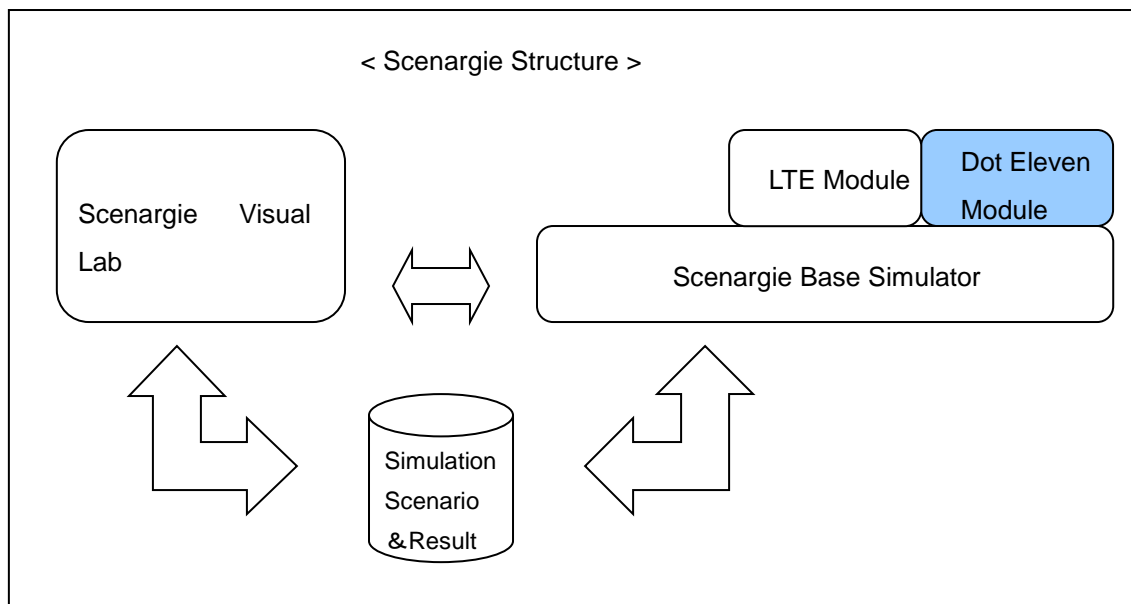 < Scenargie Structure >
Scenargie Visual
Lab
LTE Module
Dot Eleven
Module
Scenargie Base Simulator
Simulation
Scenario
&Result